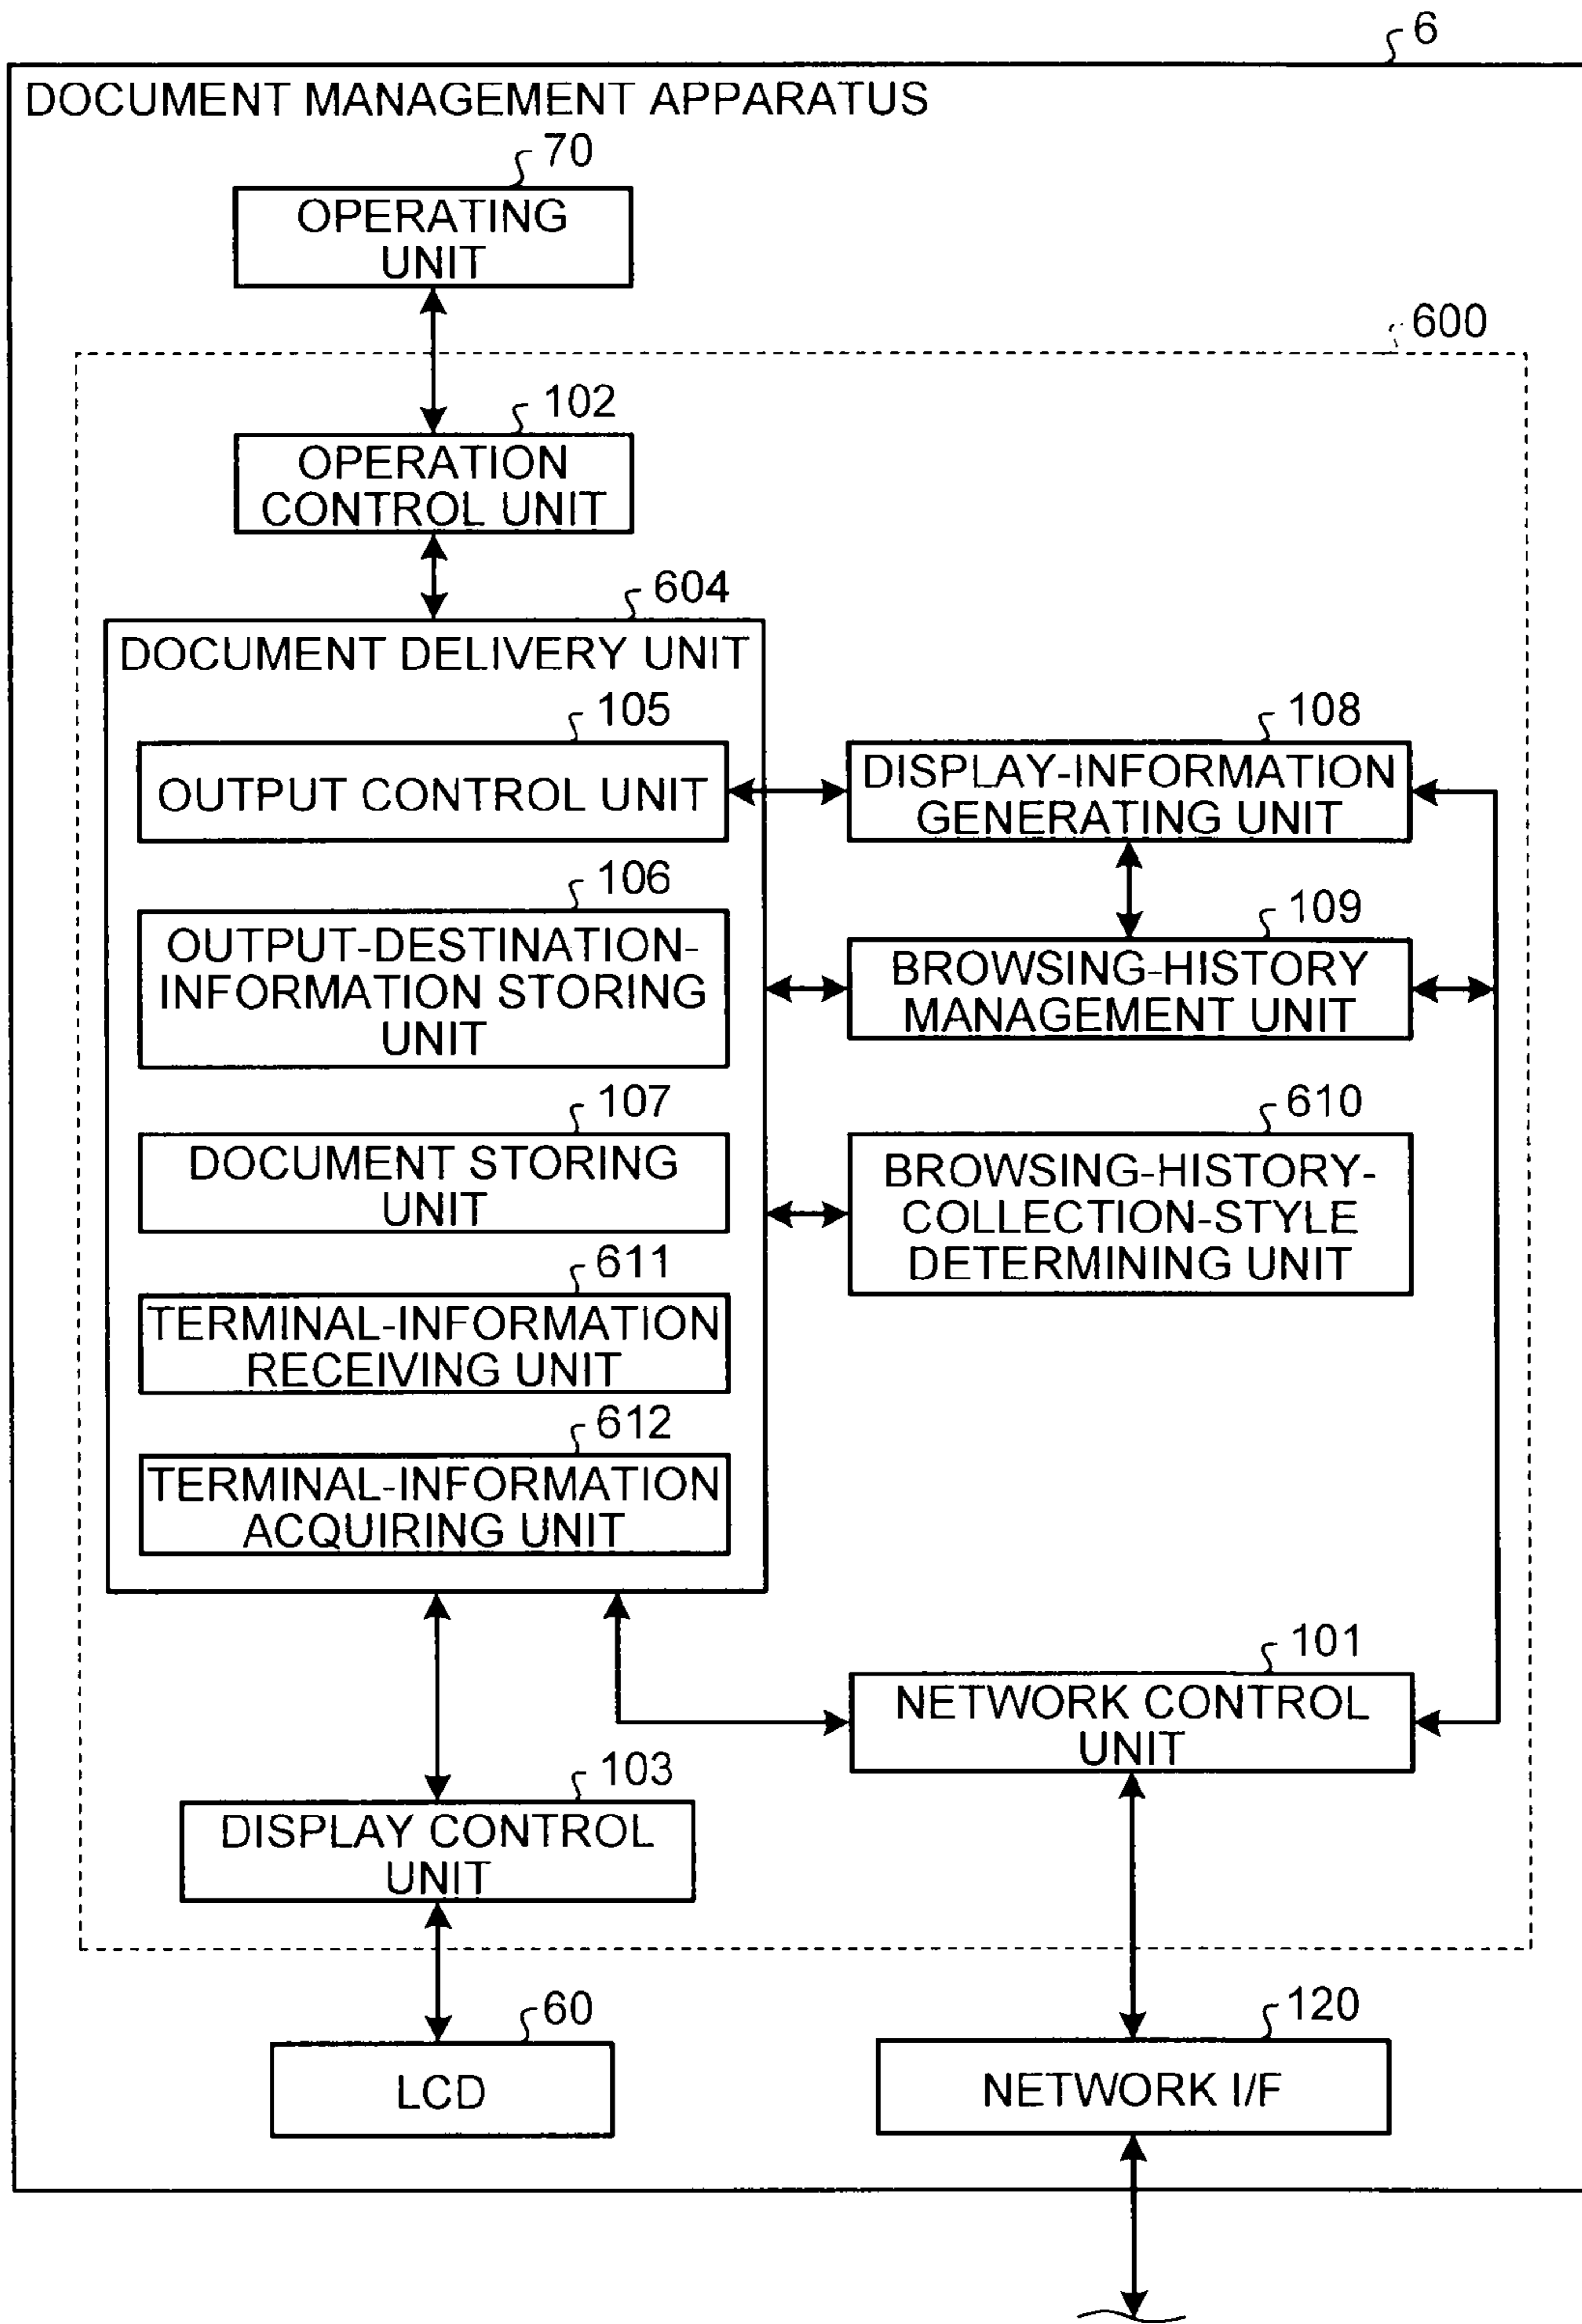 6
DOCUMENT MANAGEMENT APPARATUS
70
OPERATING
UNIT
600
102
OPERATION
CONTROL UNIT
604
DOCUMENT DELIVERY UNIT
105
OUTPUT CONTROL UNIT
108
DISPLAY-INFORMATION
GENERATING UNIT
106
OUTPUT-DESTINATION-
INFORMATION STORING
UNIT
109
BROWSING-HISTORY
MANAGEMENT UNIT
107
DOCUMENT STORING
UNIT
610
BROWSING-HISTORY-
COLLECTION-STYLE
DETERMINING UNIT
611
TERMINAL-INFORMATION
RECEIVING UNIT
612
TERMINAL-INFORMATION
ACQUIRING UNIT
101
NETWORK CONTROL
UNIT
103
DISPLAY CONTROL
UNIT
60
LCD
120
NETWORK I/F